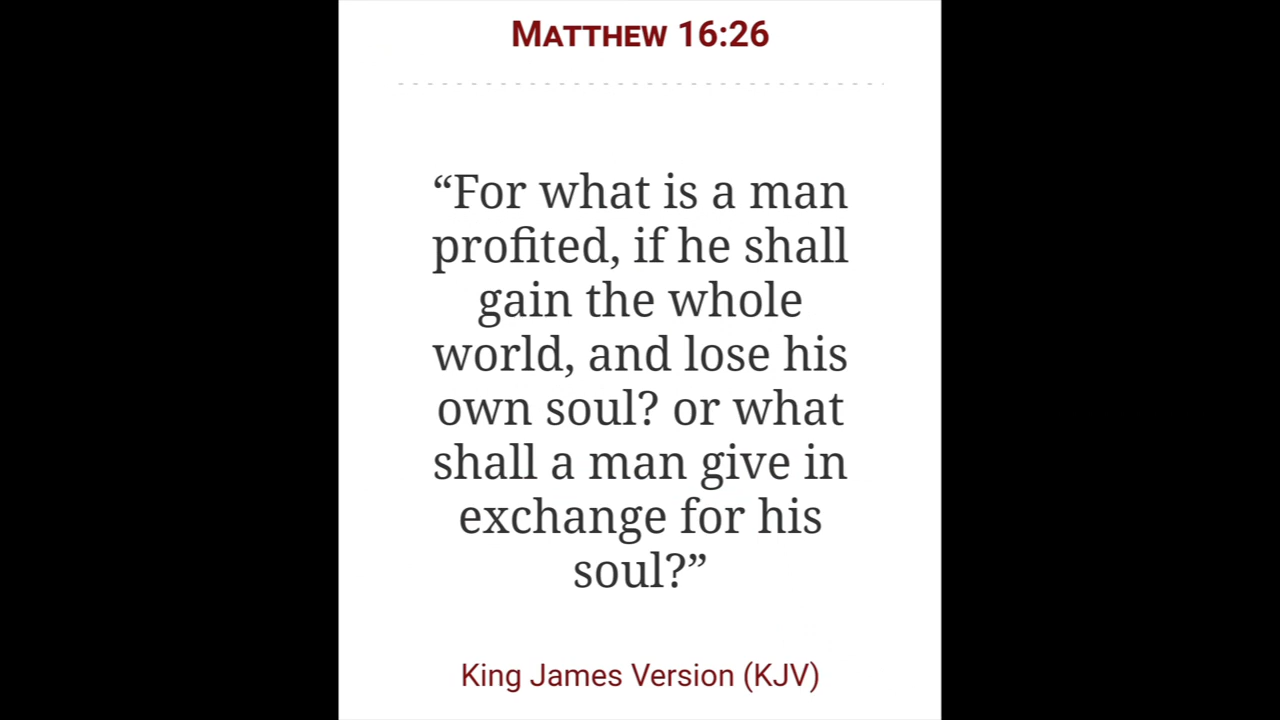 MATTHEW 16:26
“For what is a man
profited, if he shall
gain the whole
world, and lose his
own soul? or what
shall a man give in
exchange for his
soul?”
King James Version (KJV)